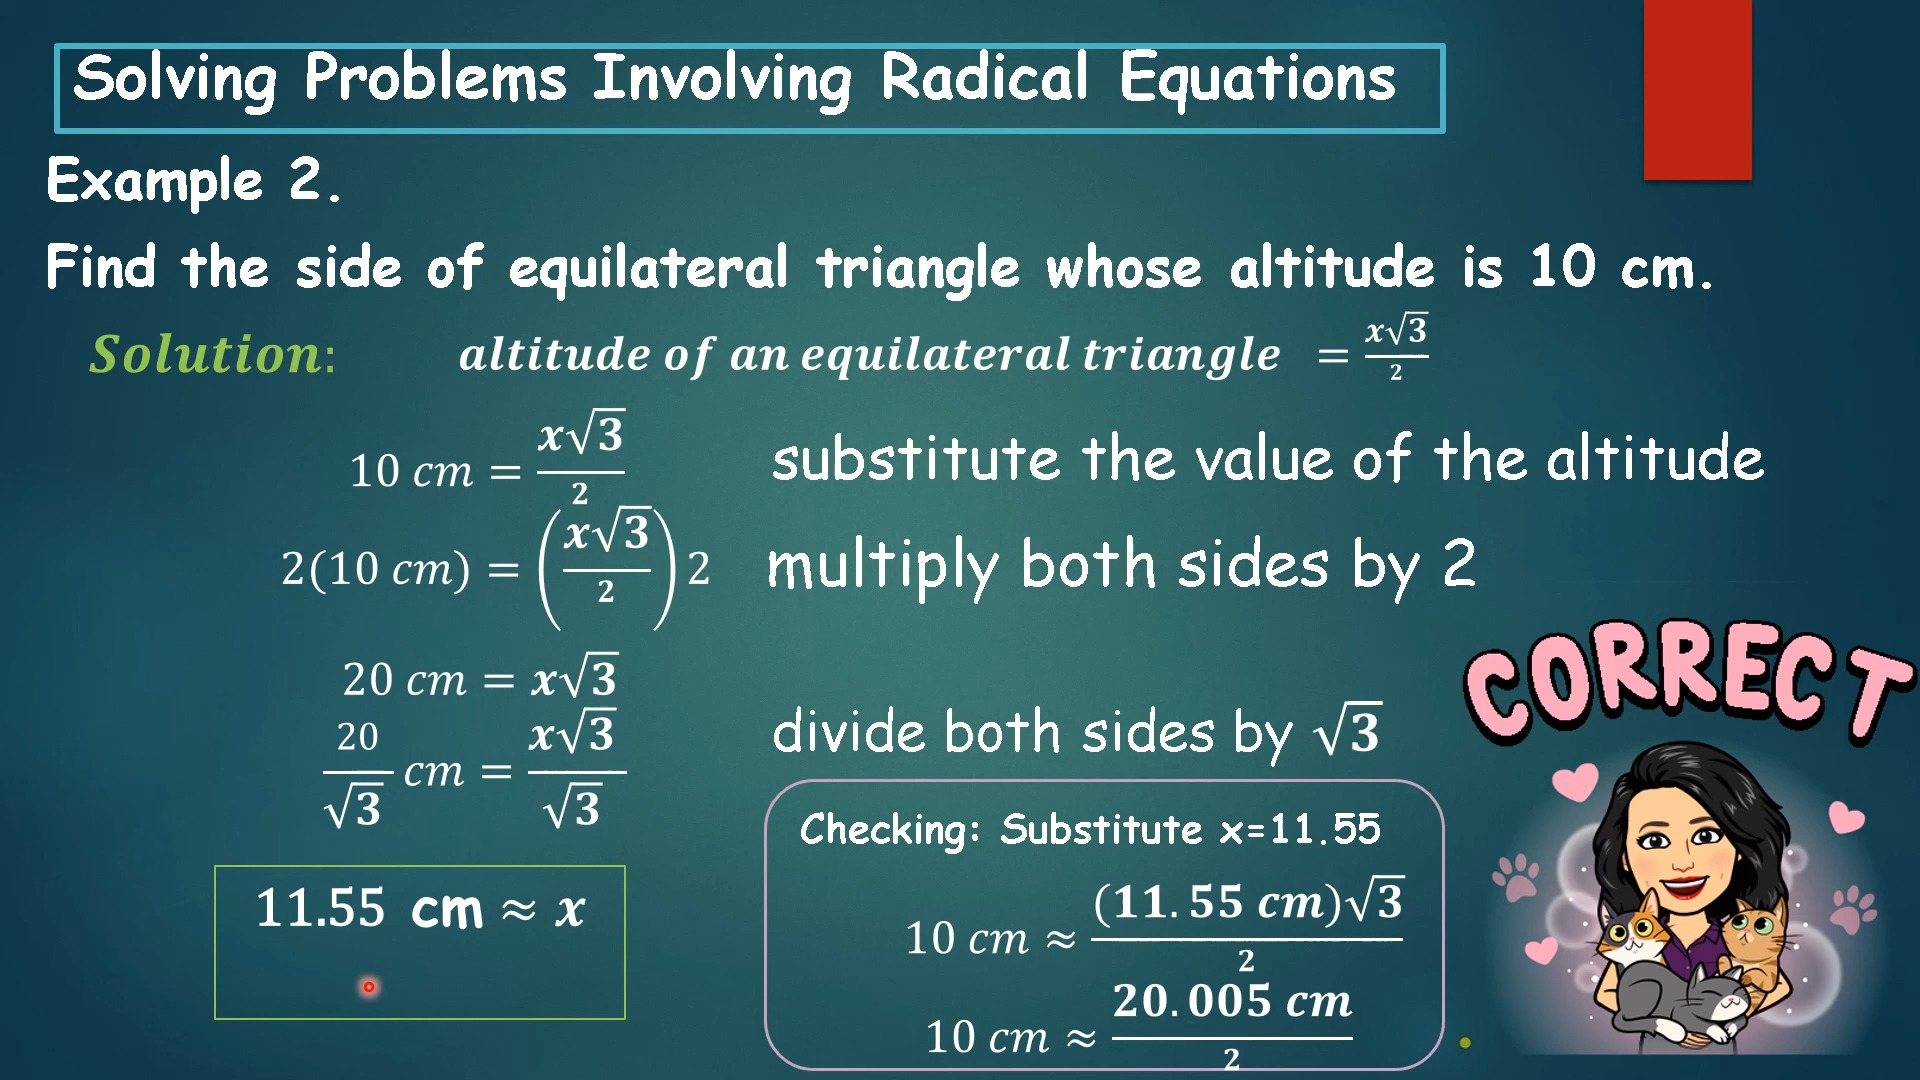 Solving Problems Involving Radical Equations
Example 2.
Find the side of equilateral triangle whose altitude is 10 cm.
Solution: altitude of an equilateral triangle = x√3/2
10 cm = x√3/2 substitute the value of the altitude
2(10 cm) = (x√3/2)2 multiply both sides by 2
20 cm = x√3
20/√3 cm = x√3/√3 divide both sides by √3
11.55 cm ≈ x
Checking: Substitute x=11.55
10 cm ≈ (11.55 cm)√3/2
10 cm ≈ 20.005 cm/2
CORRECT